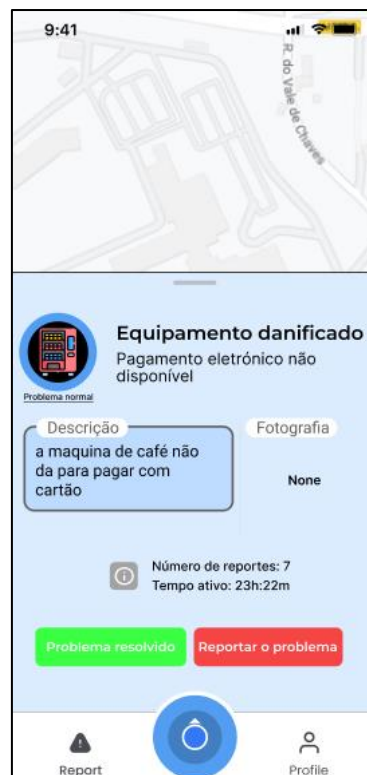 9:41
R. do Vale de Chaves
Equipamento danificado
Pagamento eletrónico não
disponível
Problema normal
Descrição
a maquina de café não
da para pagar com
cartão
Fotografia
None
Número de reportes: 7
Tempo ativo: 23h:22m
Problema resolvido
Reportar o problema
Report
Profile